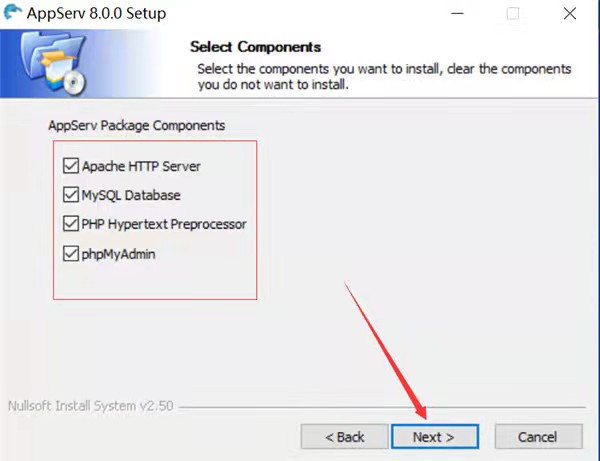 AppServ 8.0.0 Setup
Select Components
Select the components you want to install, clear the components
you do not want to install.
AppServ Package Components
Apache HTTP Server
MySQL Database
PHP Hypertext Preprocessor
phpMyAdmin
Nullsoft Install System v2.50
< Back
Next >
Cancel